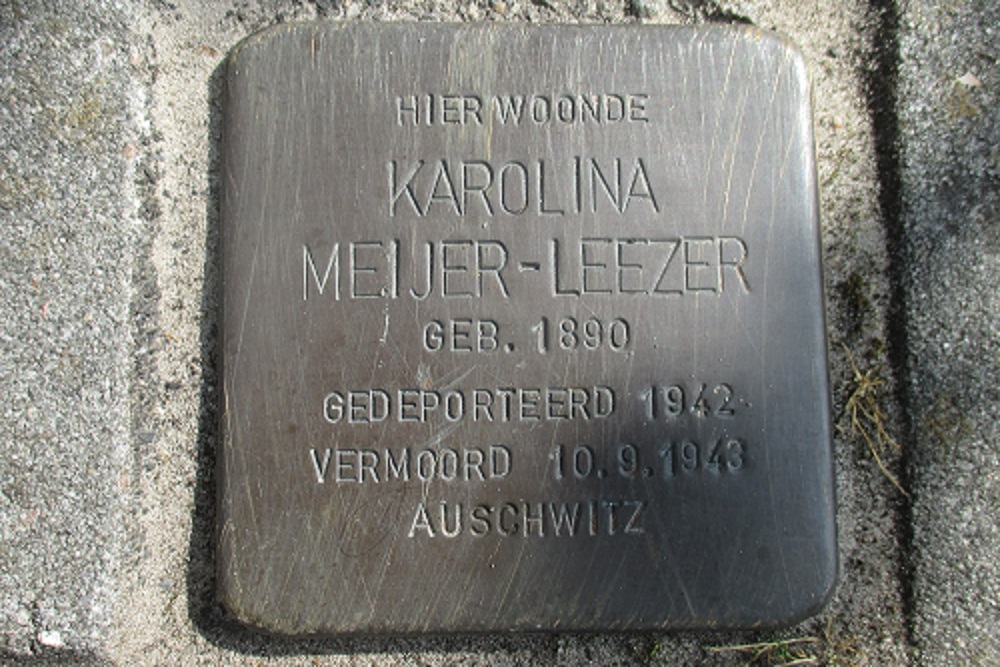 HIER WOONDE
KAROLINA
MEIJER-LEEZER
GEB. 1890
GEDEPORTEERD 1942
VERMOORD 10.9.1943
AUSCHWITZ